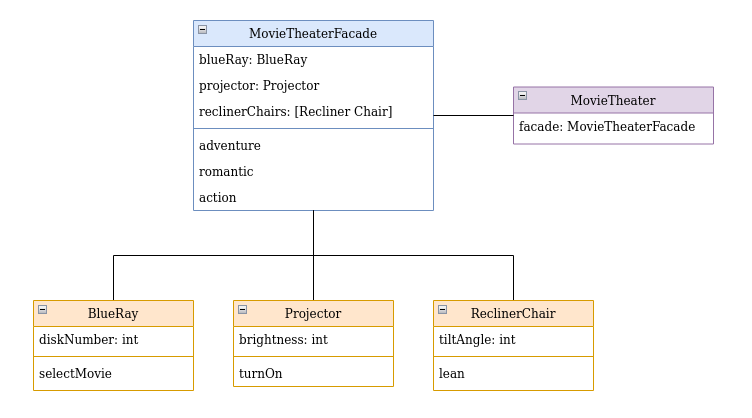 MovieTheaterFacade
blueRay: BlueRay
projector: Projector
reclinerChairs: [Recliner Chair]
adventure
romantic
action
MovieTheater
facade: MovieTheaterFacade
BlueRay
diskNumber: int
selectMovie
Projector
brightness: int
turnOn
ReclinerChair
tiltAngle: int
lean